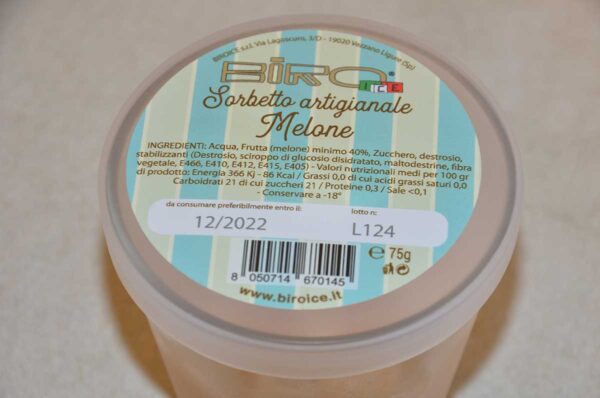 BIROICE s.r.l. Via Lagoscuro, 3/D - 19020 Vezzano Ligure (Sp)
BIRO®
ICE
Sorbetto artigianale
Melone
INGREDIENTI: Acqua, Frutta (melone) minimo 40%, Zucchero, destrosio,
stabilizzanti (Destrosio, sciroppo di glucosio disidratato, maltodestrine, fibra
vegetale, E466, E410, E412, E415, E405) - Valori nutrizionali medi per 100 gr
di prodotto: Energia 366 Kj - 86 Kcal / Grassi 0,0 di cui acidi grassi saturi 0,0
Carboidrati 21 di cui zuccheri 21 / Proteine 0,3 / Sale <0,1
- Conservare a -18°
da consumare preferibilmente entro il:
lotto n:
12/2022
L124
e 75g
8 050714 670145
www.biroice.it